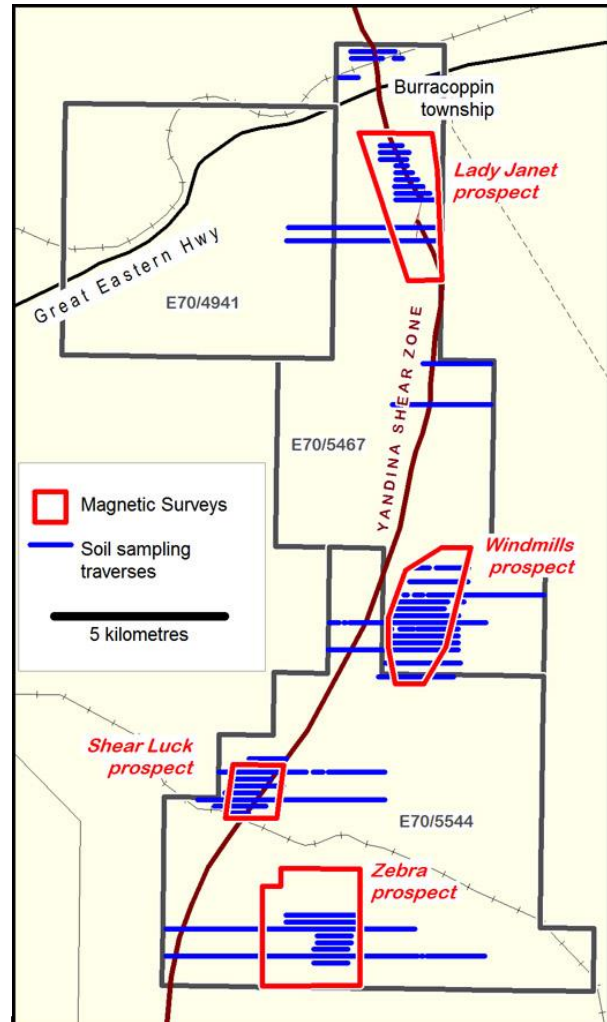 Burracoppin
township
Lady Janet
prospect
Great Eastern Hwy
E70/4941
YANDINA SHEAR ZONE
E70/5467
Magnetic Surveys
Soil sampling
traverses
5 kilometres
Windmills
prospect
Shear Luck
prospect
E70/5544
Zebra
prospect